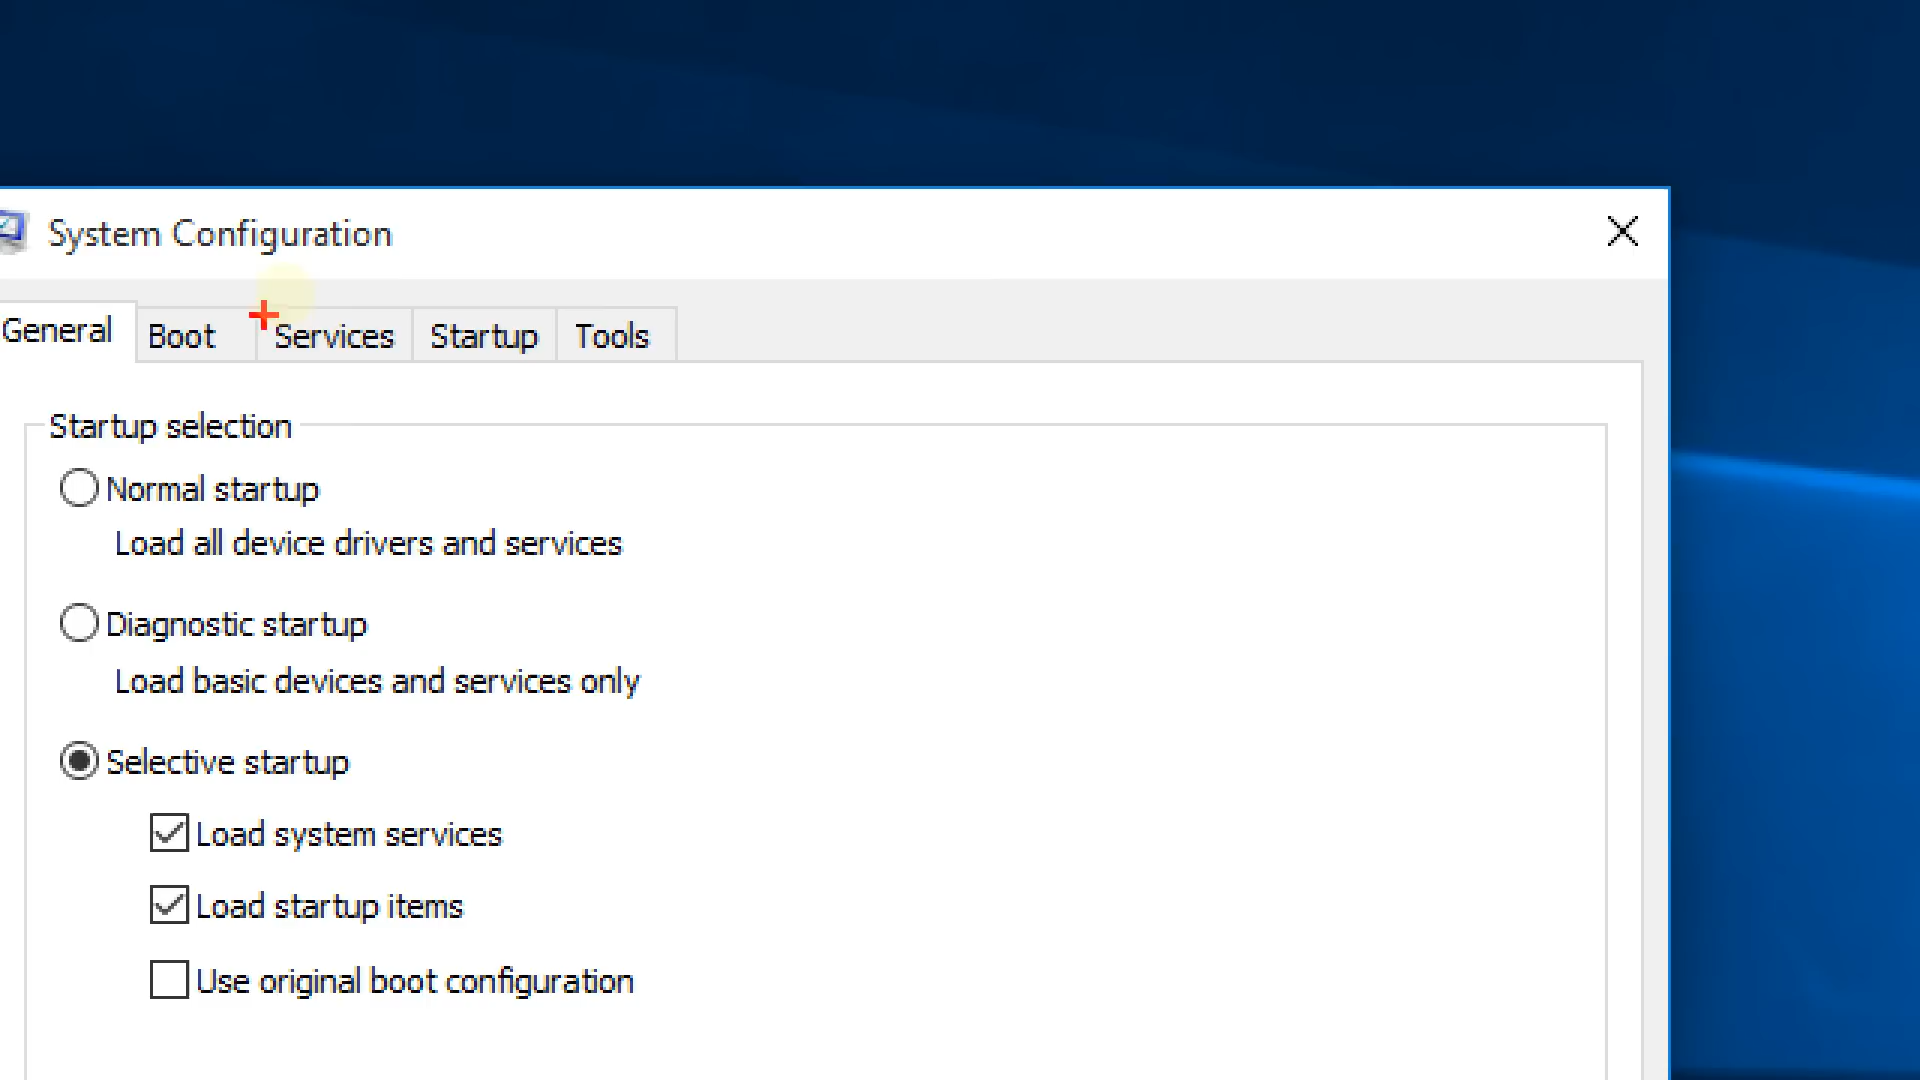 System Configuration
General Boot Services Startup Tools
Startup selection
Normal startup
Load all device drivers and services
Diagnostic startup
Load basic devices and services only
Selective startup
Load system services
Load startup items
Use original boot configuration